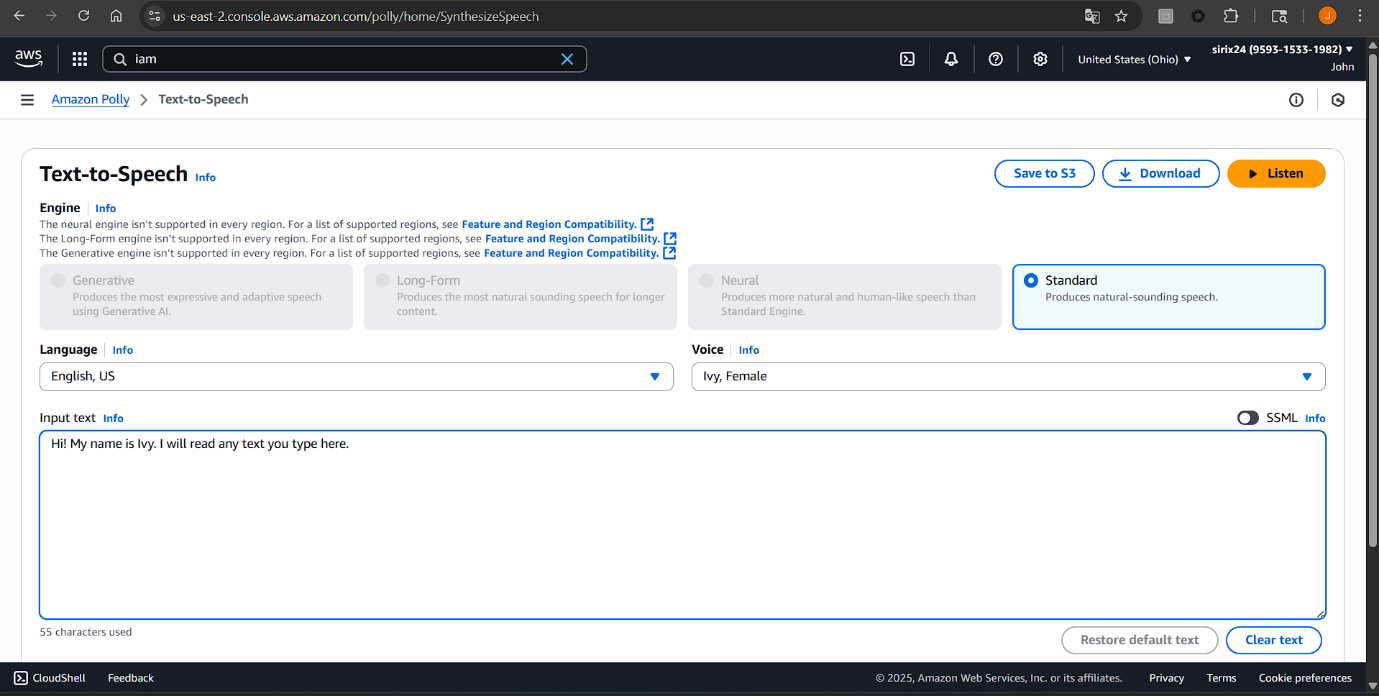 us-east-2.console.aws.amazon.com/polly/home/SynthesizeSpeech
J
aws
iam
United States (Ohio)
sirix24 (9593-1533-1982)
John
Amazon Polly > Text-to-Speech
Text-to-Speech Info
Save to S3
Download
Listen
Engine Info
The neural engine isn't supported in every region. For a list of supported regions, see Feature and Region Compatibility.
The Long-Form engine isn't supported in every region. For a list of supported regions, see Feature and Region Compatibility.
The Generative engine isn't supported in every region. For a list of supported regions, see Feature and Region Compatibility.
Generative
Produces the most expressive and adaptive speech
using Generative AI.
Long-Form
Produces the most natural sounding speech for longer
content.
Neural
Produces more natural and human-like speech than
Standard Engine.
Standard
Produces natural-sounding speech.
Language Info
English, US
Voice Info
Ivy, Female
Input text Info
SSML Info
Hi! My name is Ivy. I will read any text you type here.
55 characters used
Restore default text
Clear text
CloudShell
Feedback
© 2025, Amazon Web Services, Inc. or its affiliates.
Privacy
Terms
Cookie preferences